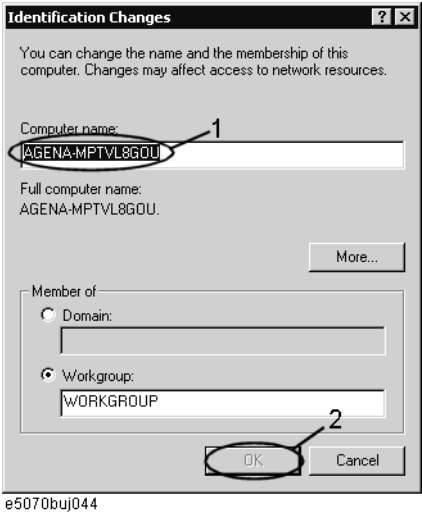 Identification Changes
You can change the name and the membership of this
computer. Changes may affect access to network resources.
Computer name:
1
AGENA-MPTVL8GOU
Full computer name:
AGENA-MPTVL8GOU.
More...
Member of
Domain:
Workgroup:
WORKGROUP
2
OK
Cancel
e5070buj044